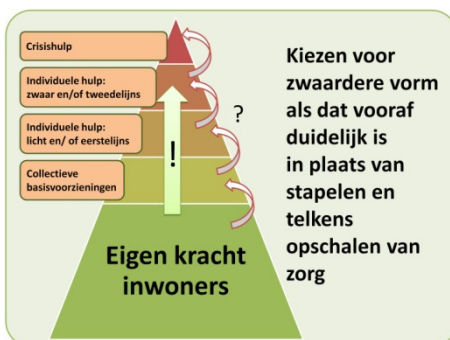 Crisishulp
Individuele hulp:
zwaar en/of tweedelijns
Individuele hulp:
licht en/ of eerstelijns
Collectieve
basisvoorzieningen
!
?
Eigen kracht
inwoners
Kiezen voor
zwaardere vorm
als dat vooraf
duidelijk is
in plaats van
stapelen en
telkens
opschalen van
zorg